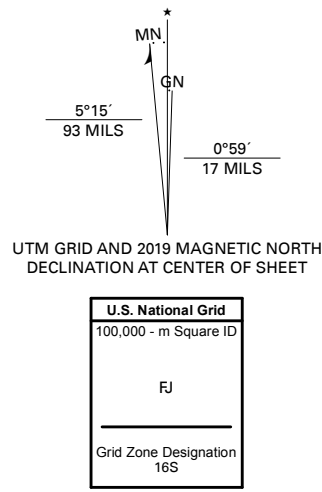 ★
MN
GN
5°15´
93 MILS
0°59´
17 MILS
UTM GRID AND 2019 MAGNETIC NORTH
DECLINATION AT CENTER OF SHEET
U.S. National Grid
100,000 - m Square ID
FJ
Grid Zone Designation
16S